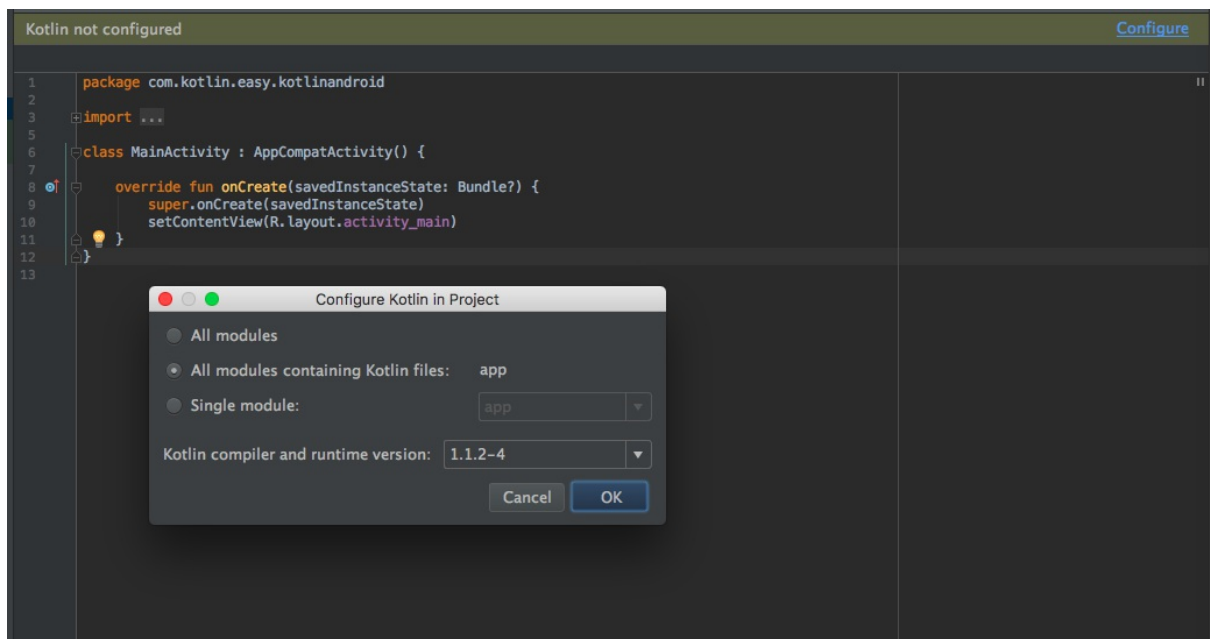 Kotlin not configured Configure
1 package com.kotlin.easy.kotlinandroid
2
3 import ...
5
6 class MainActivity : AppCompatActivity() {
7
8 override fun onCreate(savedInstanceState: Bundle?) {
9 super.onCreate(savedInstanceState)
10 setContentView(R.layout.activity_main)
11 }
12 }
13
Configure Kotlin in Project
All modules
All modules containing Kotlin files: app
Single module: app
Kotlin compiler and runtime version: 1.1.2-4
Cancel OK